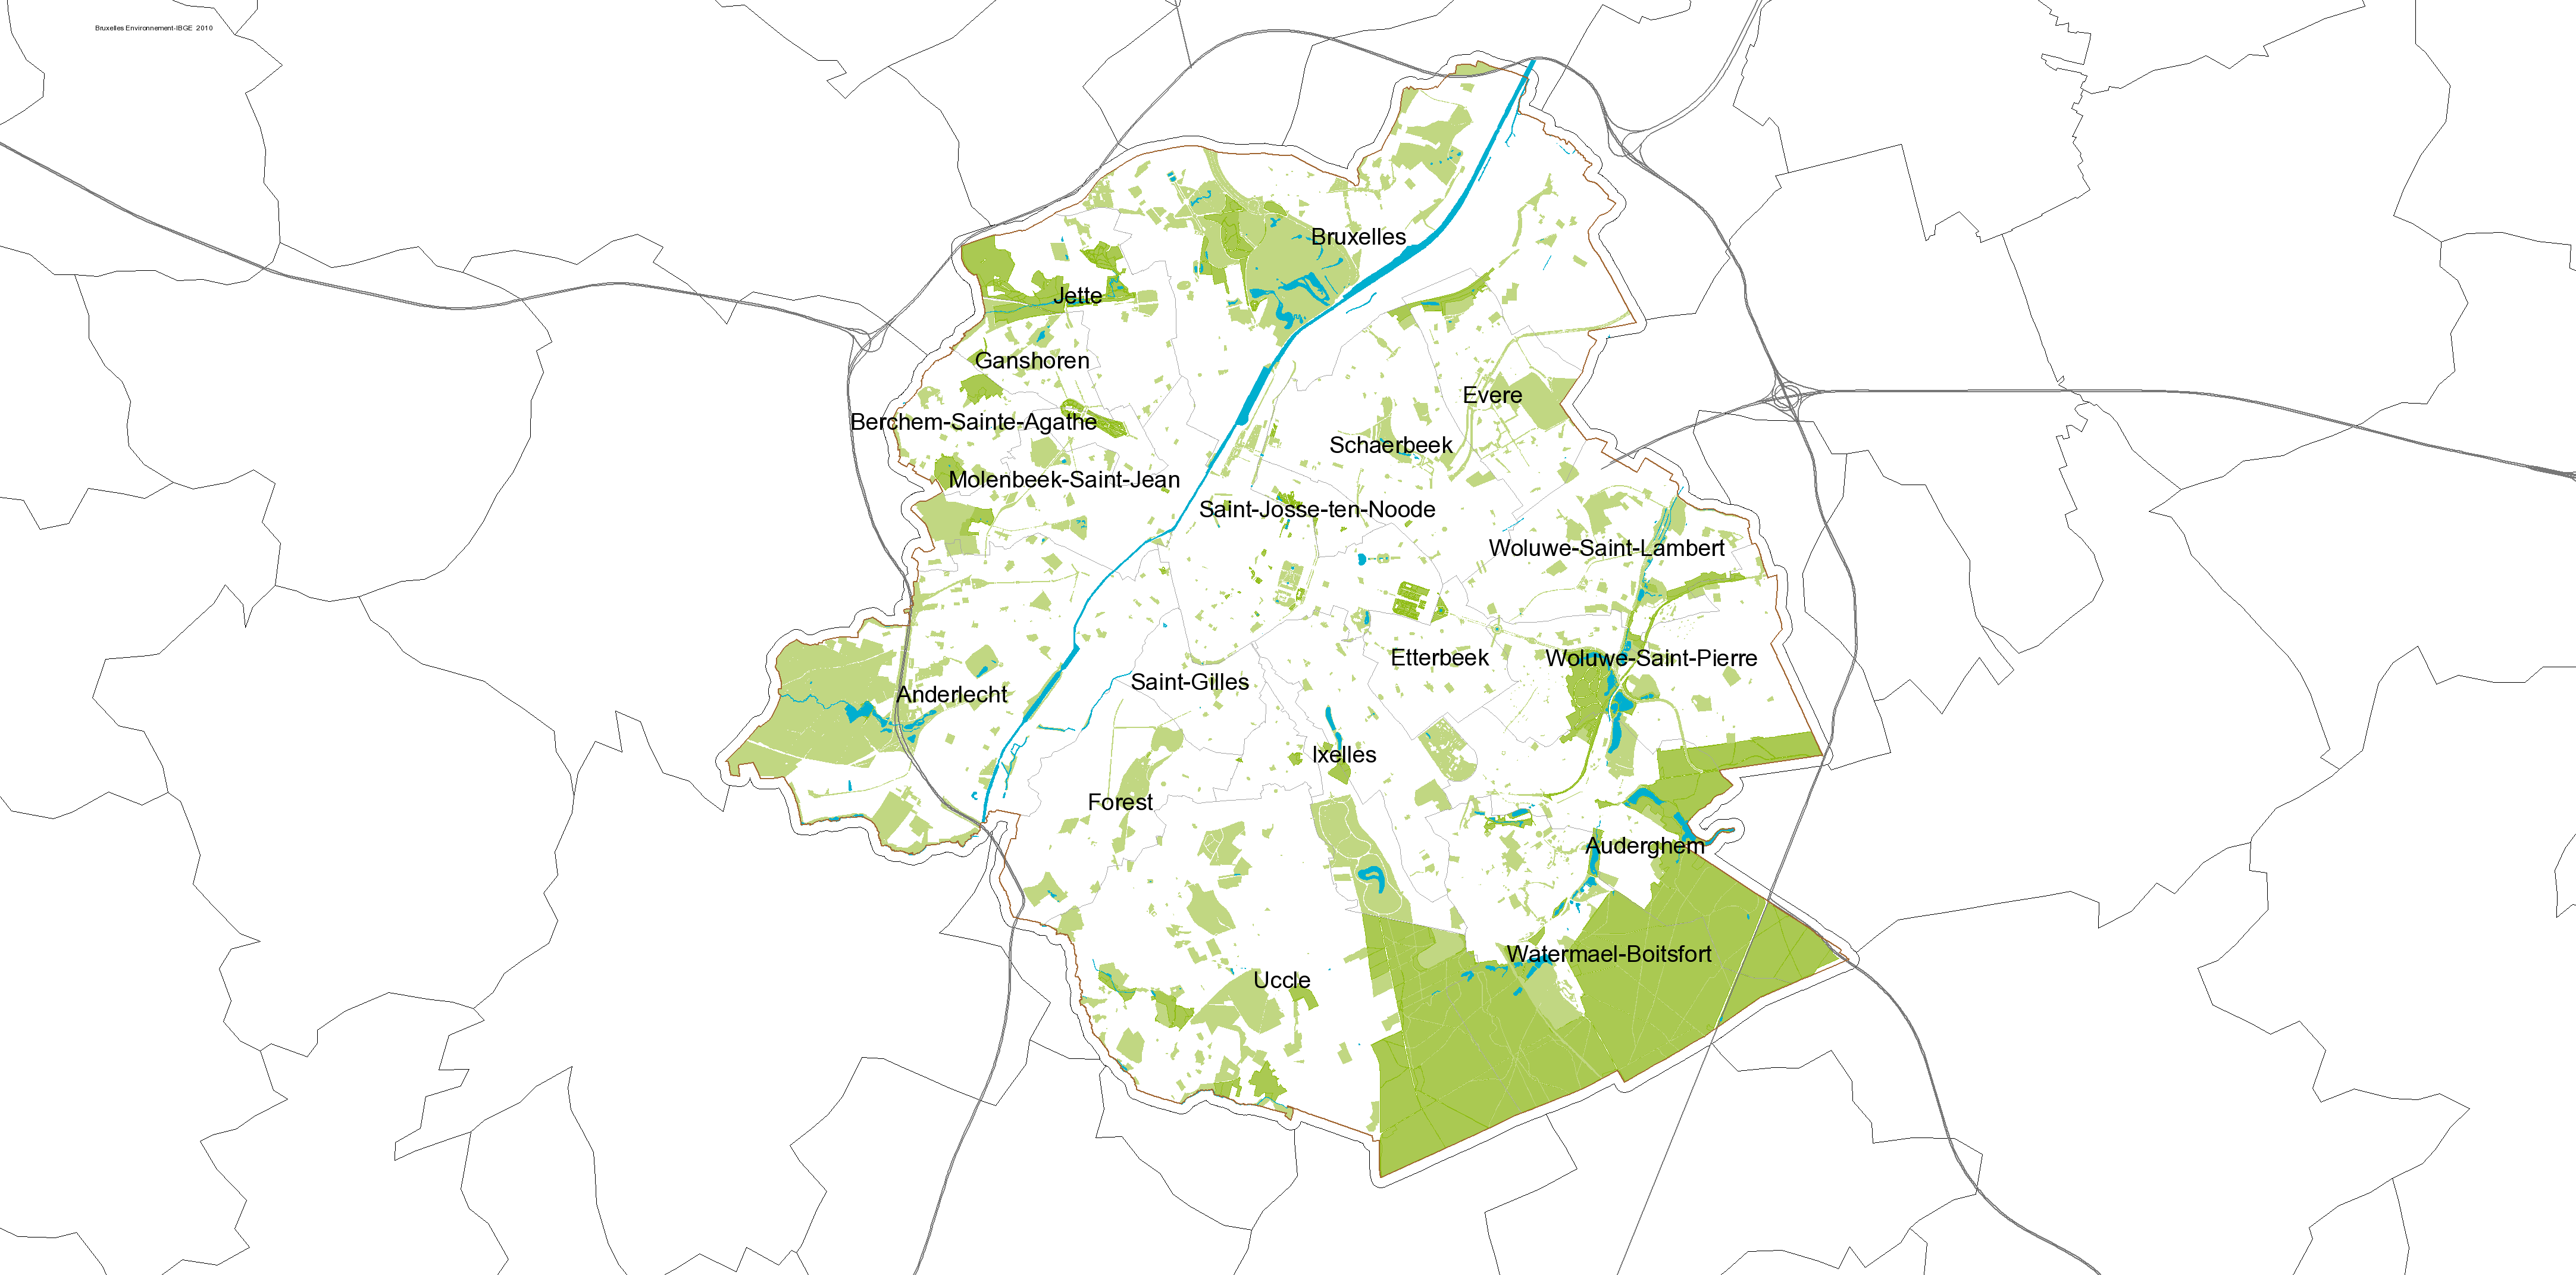 Bruxelles Environnement-IBGE 2010
Bruxelles
Jette
Ganshoren
Evere
Berchem-Sainte-Agathe
Schaerbeek
Molenbeek-Saint-Jean
Saint-Josse-ten-Noode
Woluwe-Saint-Lambert
Etterbeek
Woluwe-Saint-Pierre
Saint-Gilles
Anderlecht
Ixelles
Forest
Auderghem
Watermael-Boitsfort
Uccle